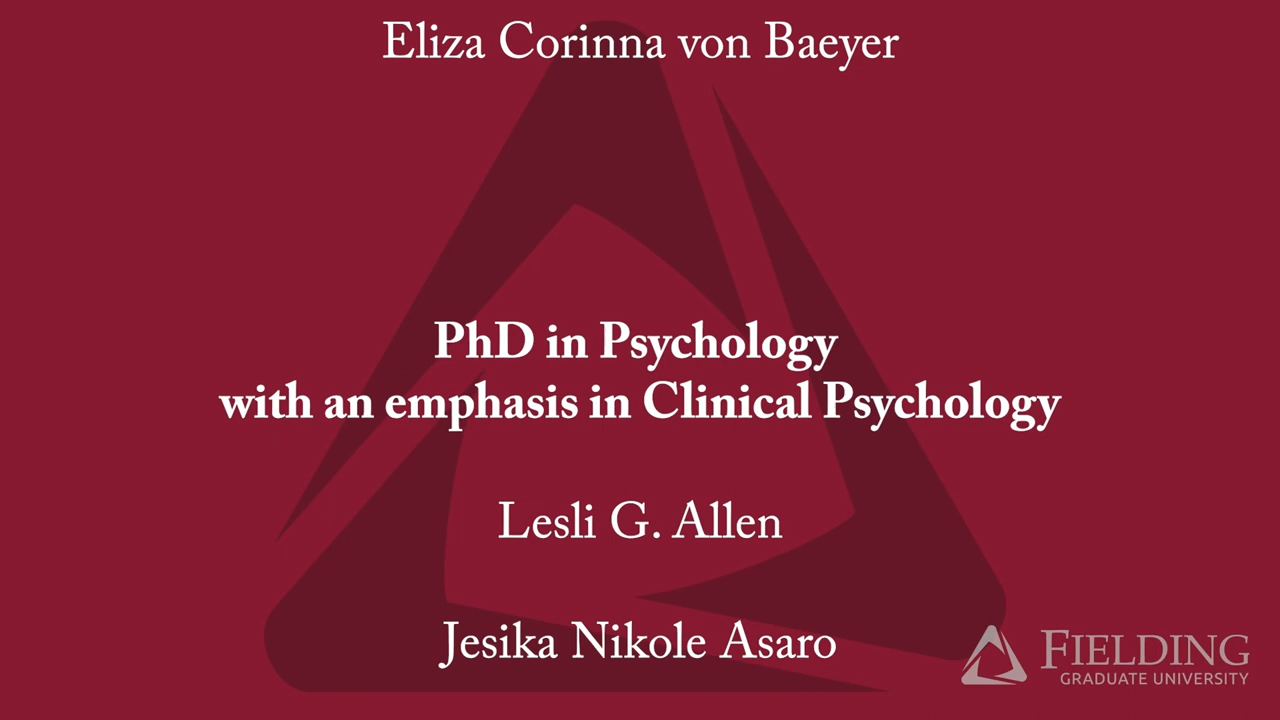 Eliza Corinna von Baeyer
PhD in Psychology
with an emphasis in Clinical Psychology
Lesli G. Allen
Jesika Nikole Asaro
FIELDING
GRADUATE UNIVERSITY